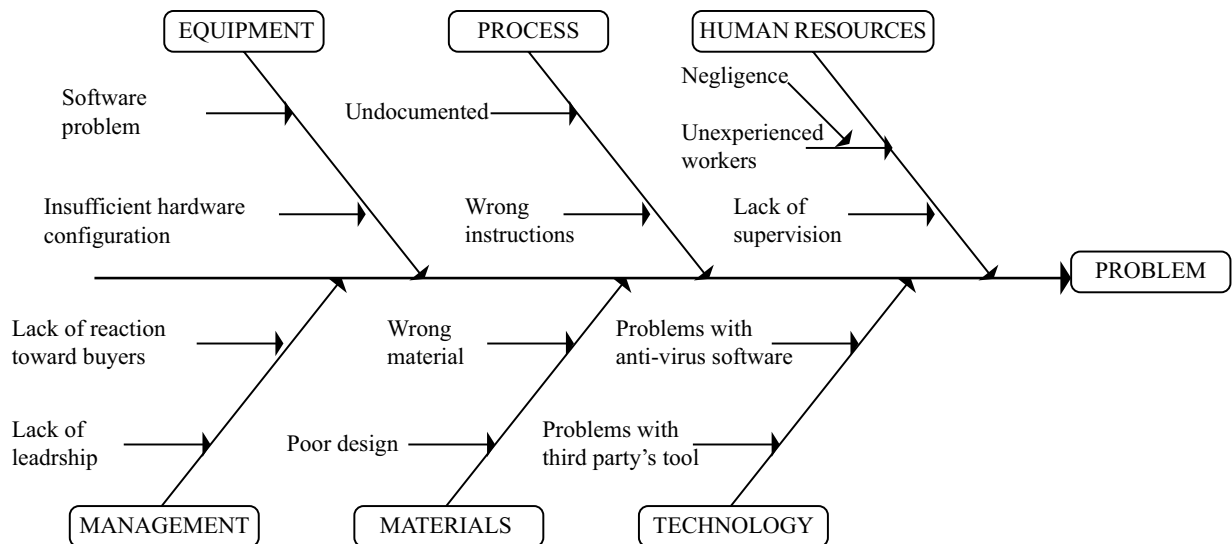 EQUIPMENT
PROCESS
HUMAN RESOURCES
Software
problem
Undocumented
Negligence
Unexperienced
workers
Insufficient hardware
configuration
Wrong
instructions
Lack of
supervision
PROBLEM
Lack of reaction
toward buyers
Wrong
material
Problems with
anti-virus software
Lack of
leadrship
Poor design
Problems with
third party’s tool
MANAGEMENT
MATERIALS
TECHNOLOGY